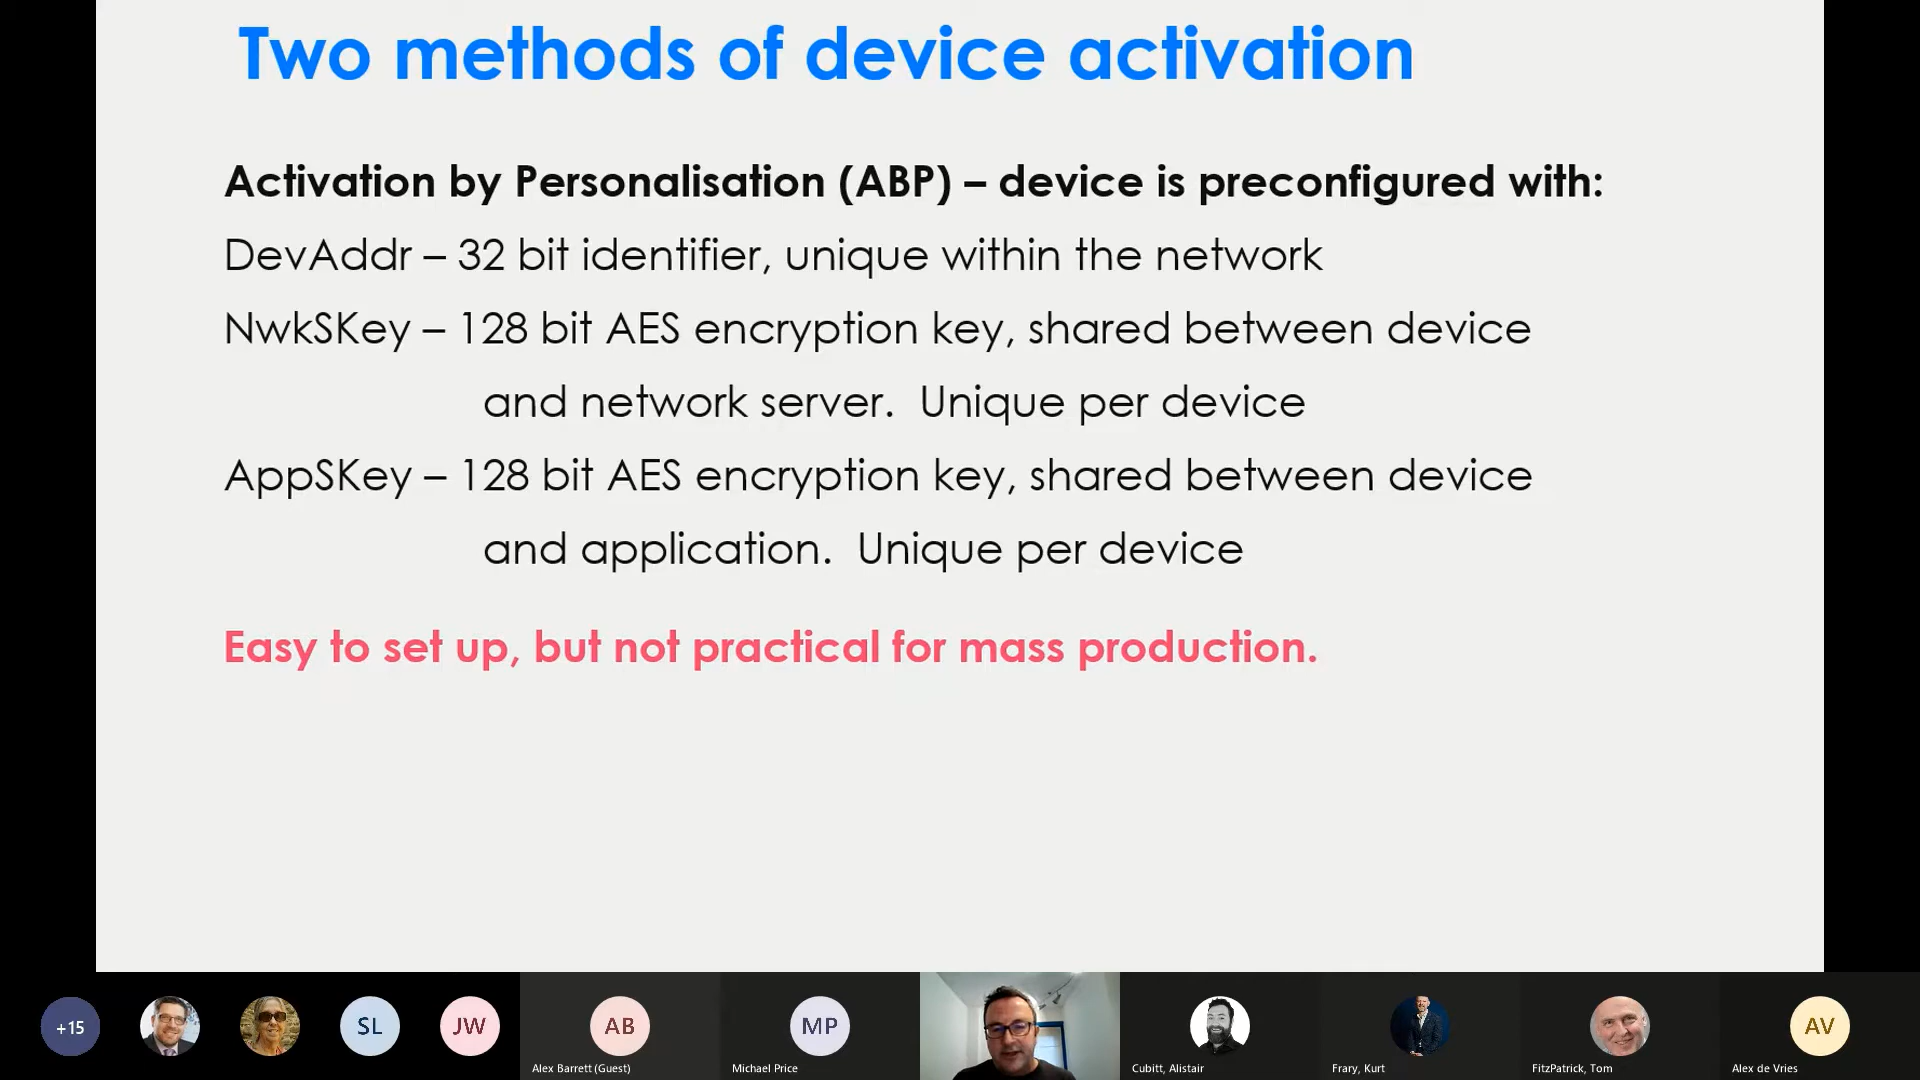 Two methods of device activation
Activation by Personalisation (ABP) – device is preconfigured with:
DevAddr – 32 bit identifier, unique within the network
NwkSKey – 128 bit AES encryption key, shared between device
and network server.  Unique per device
AppSKey – 128 bit AES encryption key, shared between device
and application.  Unique per device
Easy to set up, but not practical for mass production.
+15
SL
JW
AB
MP
AV
Alex Barrett (Guest)
Michael Price
Cubitt, Alistair
Frary, Kurt
FitzPatrick, Tom
Alex de Vries